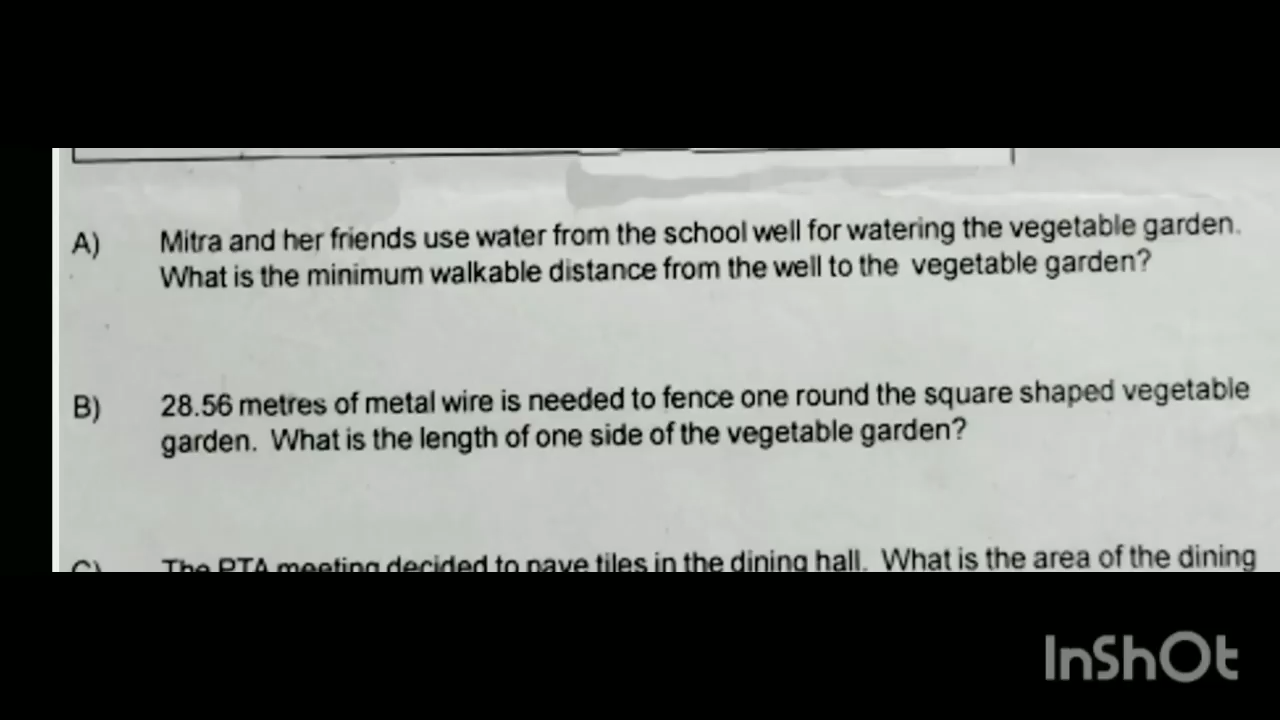 A) Mitra and her friends use water from the school well for watering the vegetable garden.
What is the minimum walkable distance from the well to the vegetable garden?
B) 28.56 metres of metal wire is needed to fence one round the square shaped vegetable
garden. What is the length of one side of the vegetable garden?
C) The PTA meeting decided to pave tiles in the dining hall. What is the area of the dining
InShOt